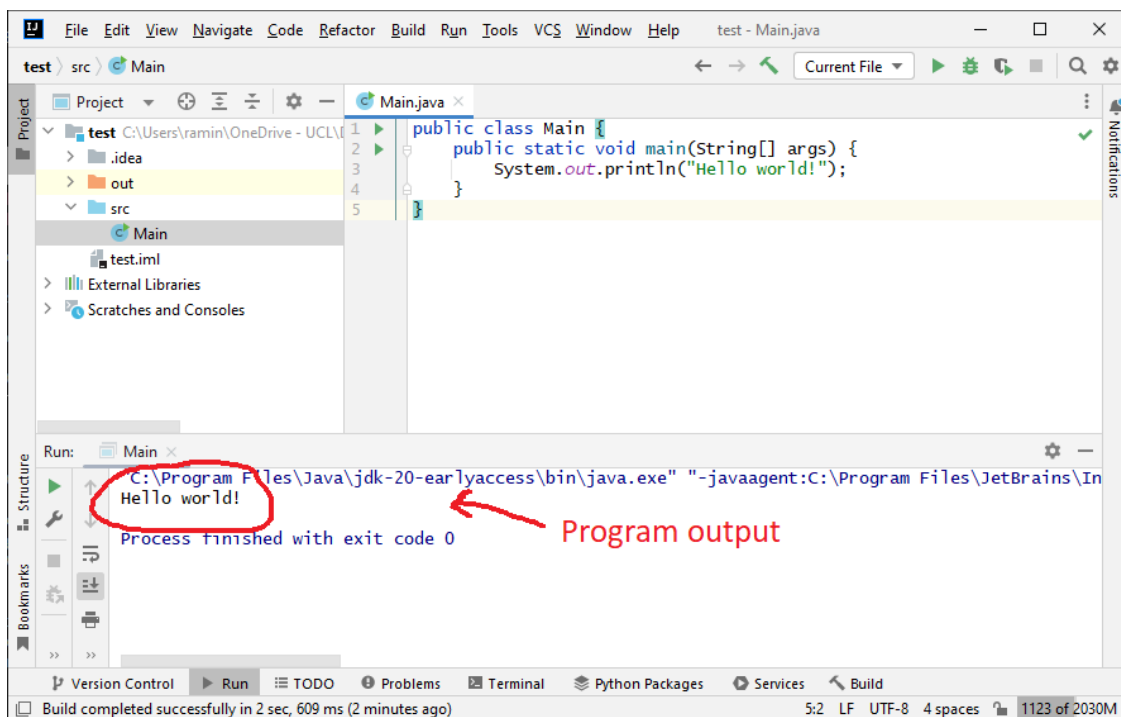 File Edit View Navigate Code Refactor Build Run Tools VCS Window Help test - Main.java
test src Main Current File
Project Main.java
Project
test C:\Users\ramin\OneDrive - UCL\
.idea
out
src
Main
test.iml
External Libraries
Scratches and Consoles
1 public class Main {
2 public static void main(String[] args) {
3 System.out.println("Hello world!");
4 }
5 }
Notifications
Run: Main
"C:\Program Files\Java\jdk-20-earlyaccess\bin\java.exe" "-javaagent:C:\Program Files\JetBrains\In
Hello world!
Process finished with exit code 0
Program output
Structure
Bookmarks
Version Control Run TODO Problems Terminal Python Packages Services Build
Build completed successfully in 2 sec, 609 ms (2 minutes ago) 5:2 LF UTF-8 4 spaces 1123 of 2030M